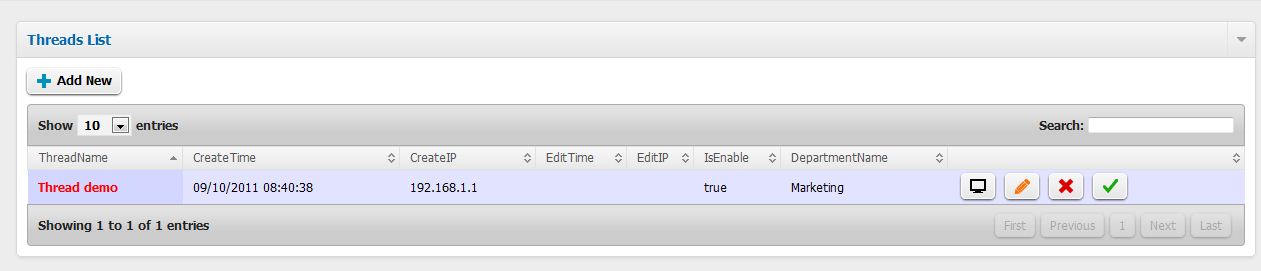 Threads List
Add New
Show 10 entries Search:
ThreadName CreateTime CreateIP EditTime EditIP IsEnable DepartmentName
Thread demo 09/10/2011 08:40:38 192.168.1.1 true Marketing
Showing 1 to 1 of 1 entries First Previous 1 Next Last